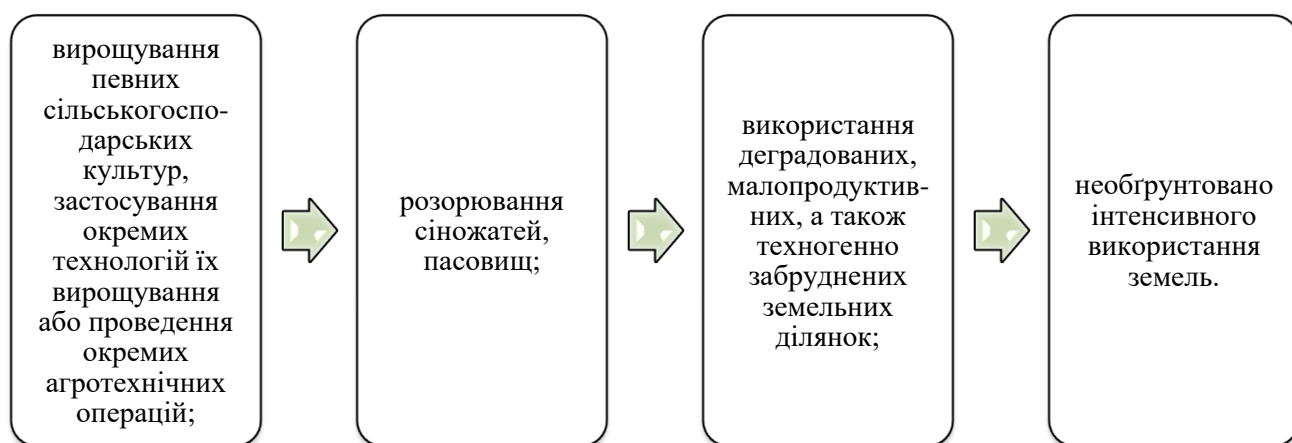 вирощування
певних
сільськогоспо-
дарських
культур,
застосування
окремих
технологій їх
вирощування
або проведення
окремих
агротехнічних
операцій;
розорювання
сіножатей,
пасовищ;
використання
деградованих,
малопродуктив-
них, а також
техногенно
забруднених
земельних
ділянок;
необґрунтовано
інтенсивного
використання
земель.